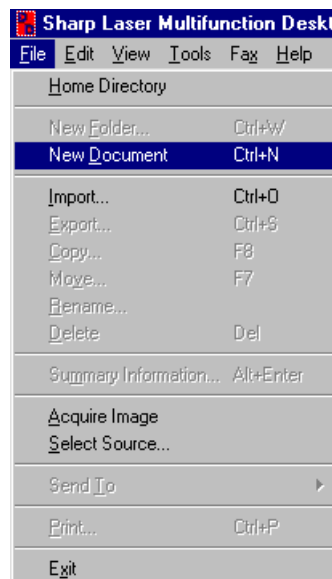 Sharp Laser Multifunction Deskt
File Edit View Tools Fax Help
Home Directory
New Folder... Ctrl+W
New Document Ctrl+N
Import... Ctrl+O
Export... Ctrl+S
Copy... F8
Move... F7
Rename...
Delete Del
Summary Information... Alt+Enter
Acquire Image
Select Source...
Send To
Print... Ctrl+P
Exit